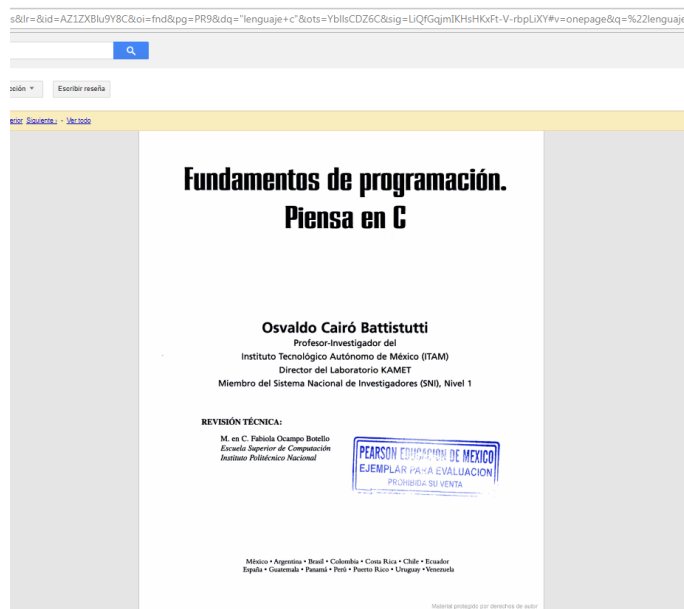 s&lr=&id=AZ1ZXBlu9Y8C&oi=fnd&pg=PR9&dq="lenguaje+c"&ots=YbllsCDZ6C&sig=LiQfGqjmIKHsHKxFt-V-rbpLiXY#v=onepage&q=%22lenguaje
cción Escribir reseña
erior Siguiente › - Ver todo
Fundamentos de programación.
Piensa en C
Osvaldo Cairó Battistutti
Profesor-Investigador del
Instituto Tecnológico Autónomo de México (ITAM)
Director del Laboratorio KAMET
Miembro del Sistema Nacional de Investigadores (SNI), Nivel 1
REVISIÓN TÉCNICA:
M. en C. Fabiola Ocampo Botello
Escuela Superior de Computación
Instituto Politécnico Nacional
PEARSON EDUCACION DE MEXICO
EJEMPLAR PARA EVALUACION
PROHIBIDA SU VENTA
México • Argentina • Brasil • Colombia • Costa Rica • Chile • Ecuador
España • Guatemala • Panamá • Perú • Puerto Rico • Uruguay • Venezuela
Material protegido por derechos de autor